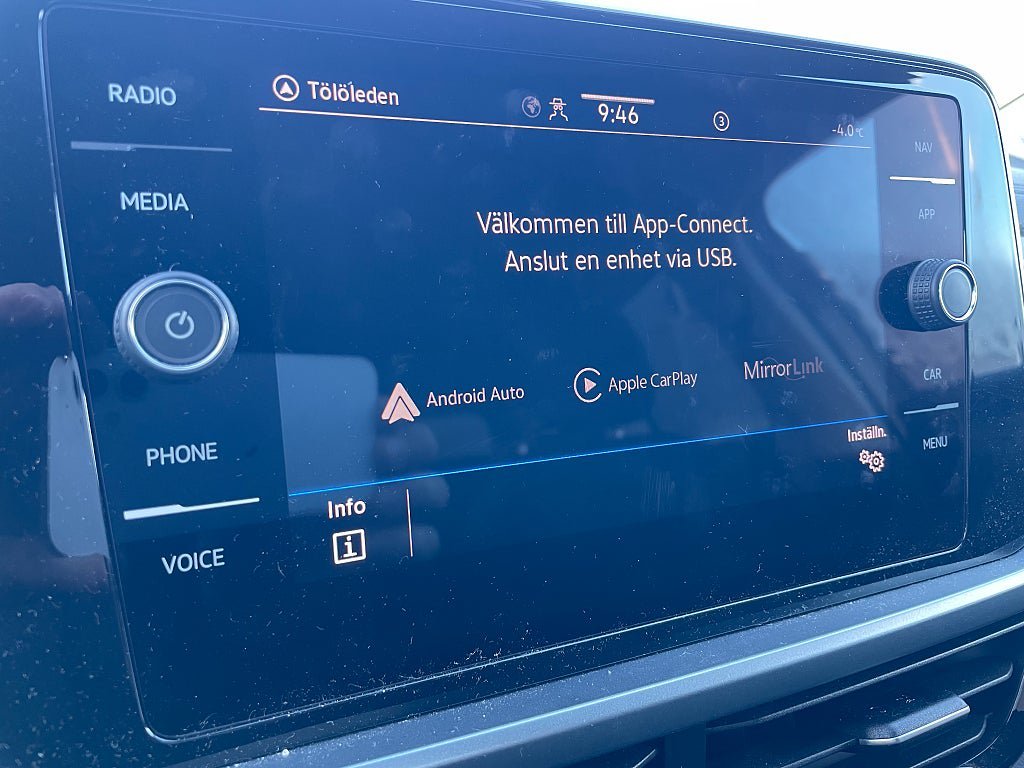 RADIO
MEDIA
PHONE
VOICE
Tölöleden
9:46
3
-4.0°C
Välkommen till App-Connect.
Anslut en enhet via USB.
Android Auto
Apple CarPlay
MirrorLink
Info
i
Inställn.
NAV
APP
CAR
MENU